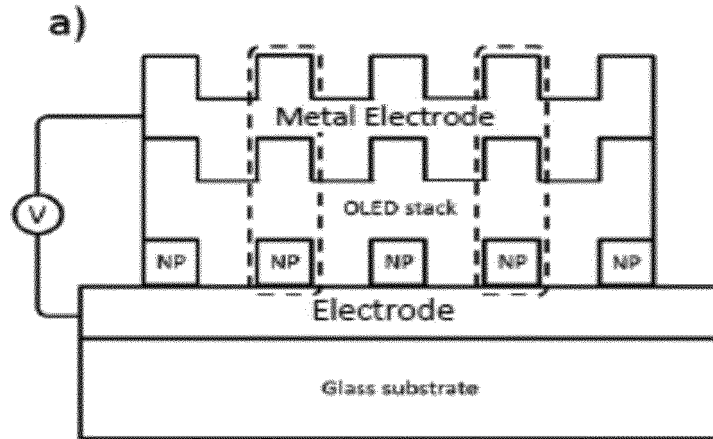 a)
Metal Electrode
V
OLED stack
NP NP NP NP NP
Electrode
Glass substrate